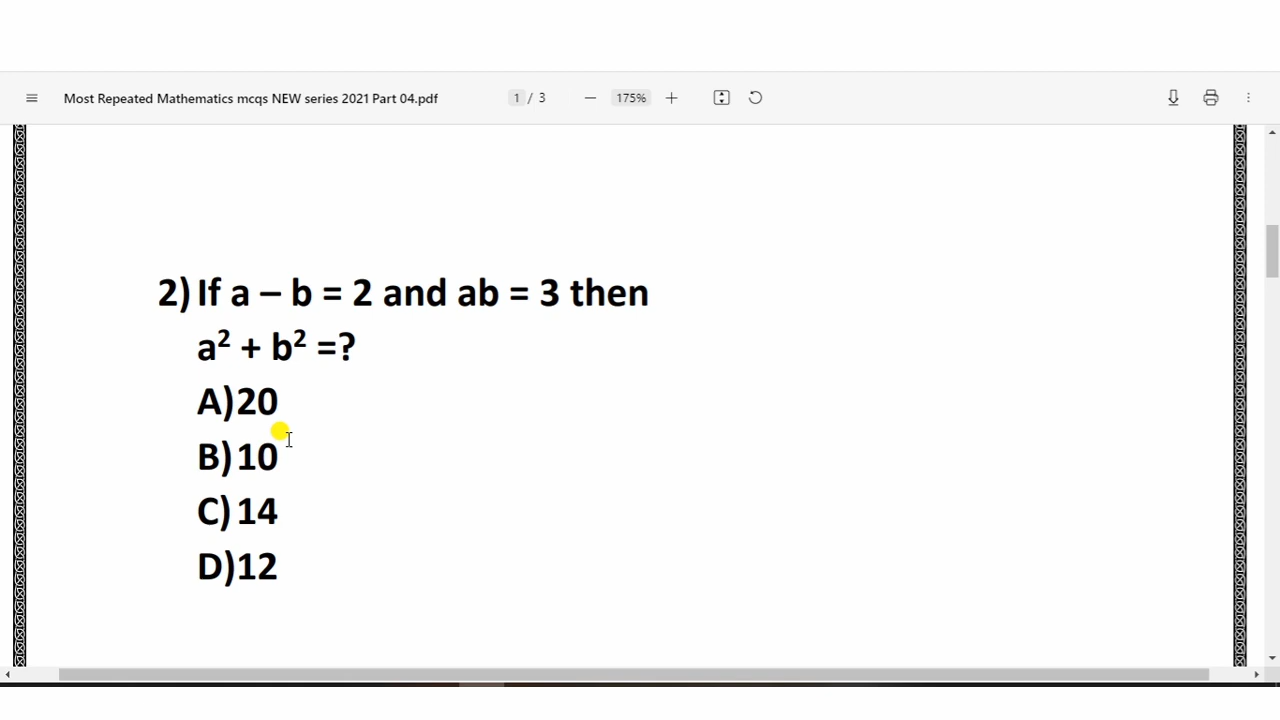 Most Repeated Mathematics mcqs NEW series 2021 Part 04.pdf 1 / 3 175%
2) If a – b = 2 and ab = 3 then
a² + b² =?
A) 20
B) 10
C) 14
D) 12